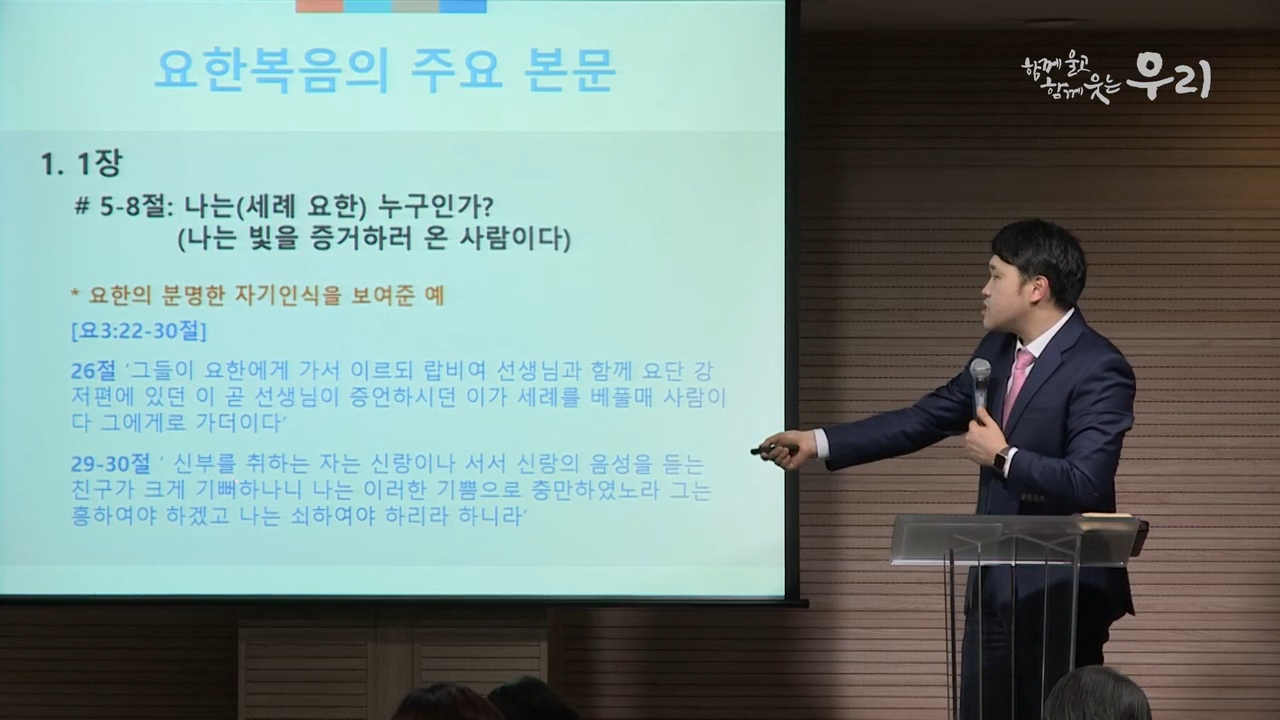 요한복음의 주요 본문
함께 울고
함께 웃는 우리
1. 1장
# 5-8절: 나는(세례 요한) 누구인가?
(나는 빛을 증거하러 온 사람이다)
* 요한의 분명한 자기인식을 보여준 예
[요3:22-30절]
26절 '그들이 요한에게 가서 이르되 랍비여 선생님과 함께 요단 강
저편에 있던 이 곧 선생님이 증언하시던 이가 세례를 베풀매 사람이
다 그에게로 가더이다'
29-30절 ' 신부를 취하는 자는 신랑이나 서서 신랑의 음성을 듣는
친구가 크게 기뻐하나니 나는 이러한 기쁨으로 충만하였노라 그는
흥하여야 하겠고 나는 쇠하여야 하리라 하니라'